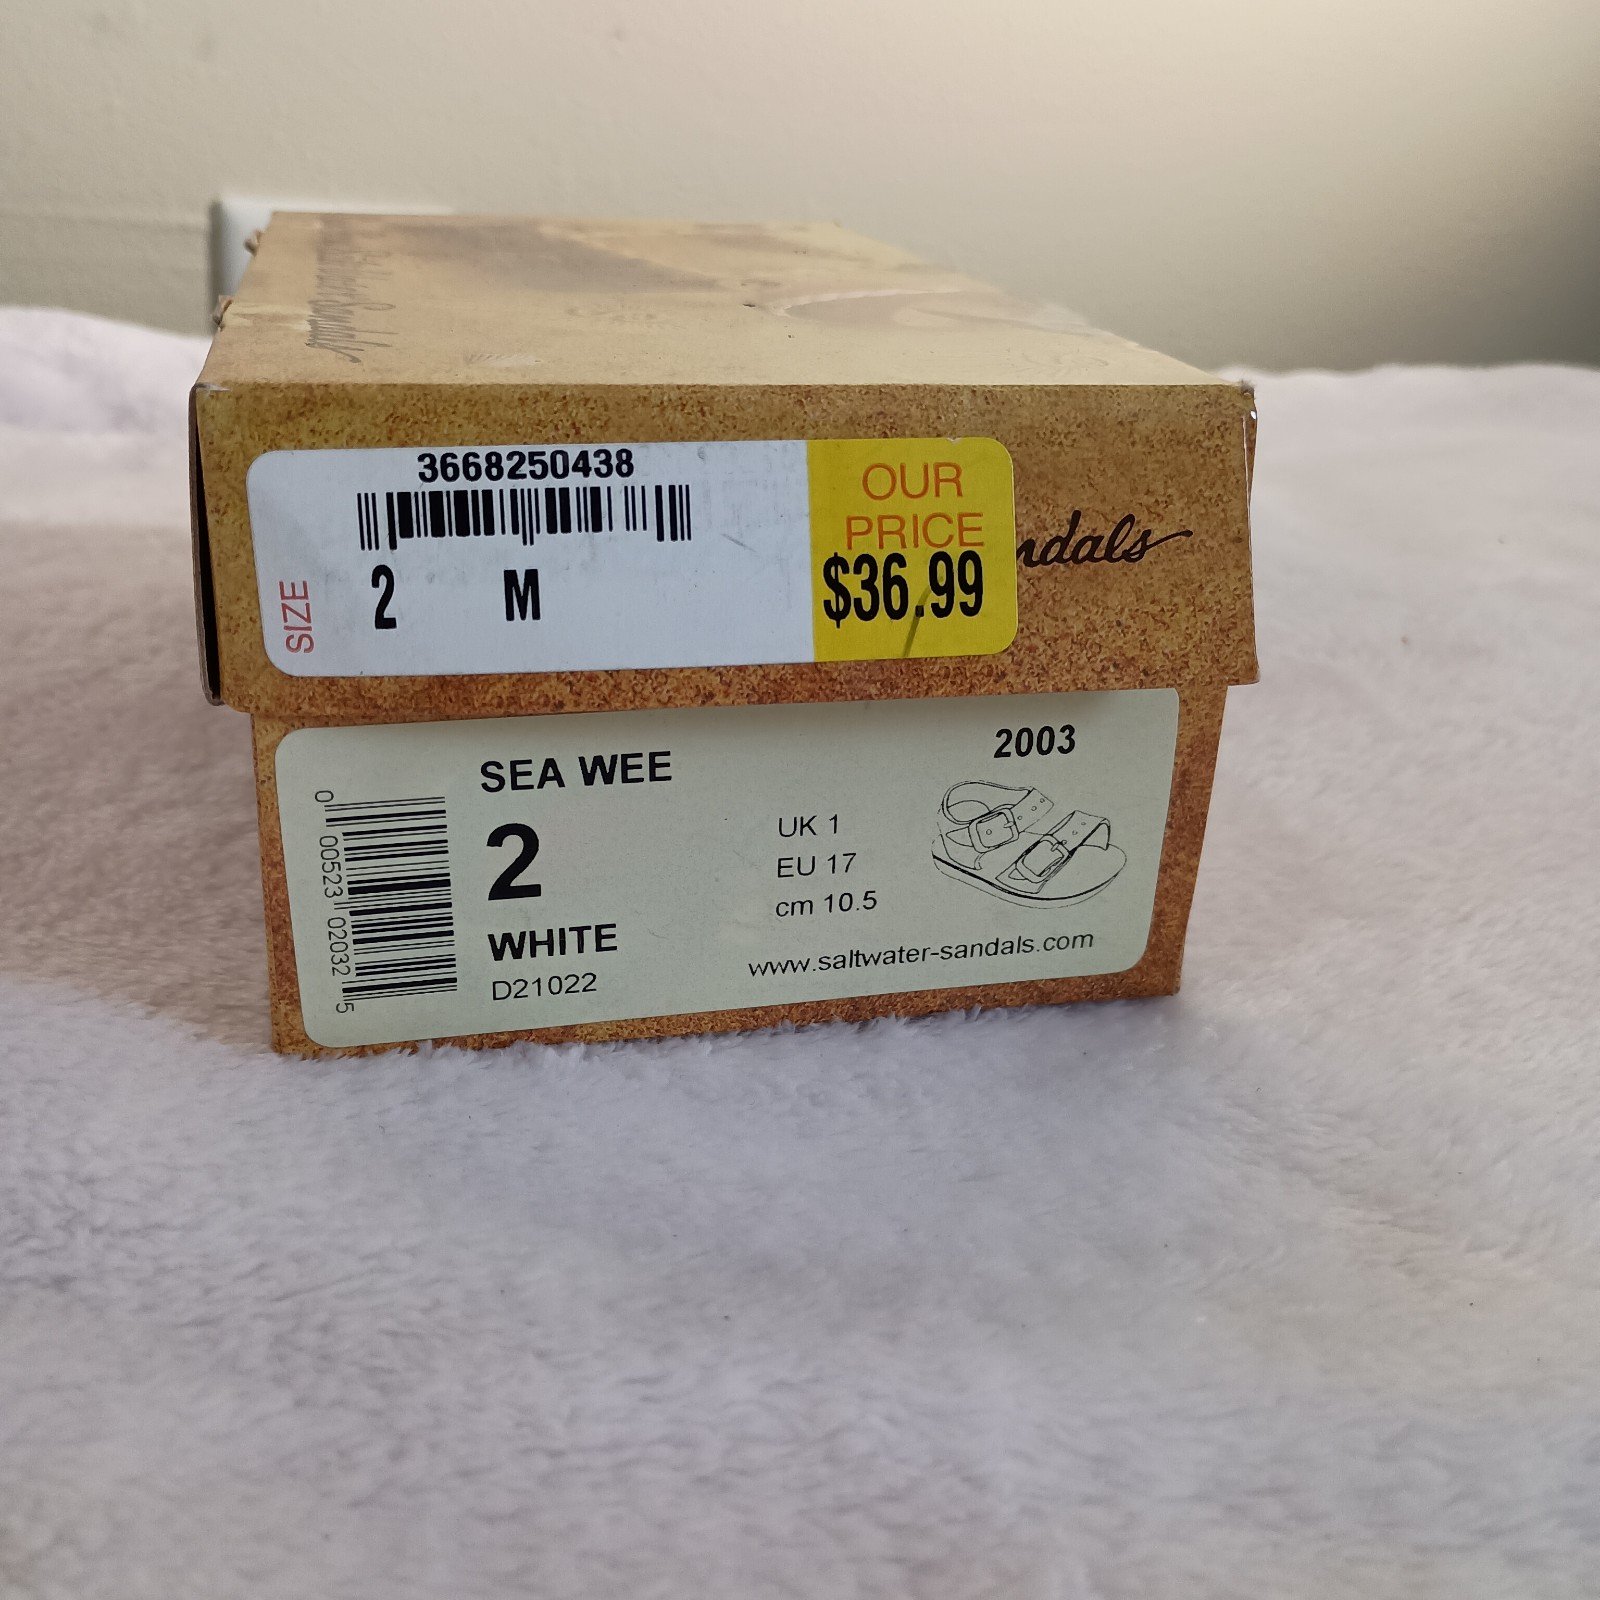 3668250438
SIZE
2 M
OUR
PRICE
$36.99
SEA WEE
2
WHITE
D21022
0 00523 02032 5
UK 1
EU 17
cm 10.5
2003
www.saltwater-sandals.com